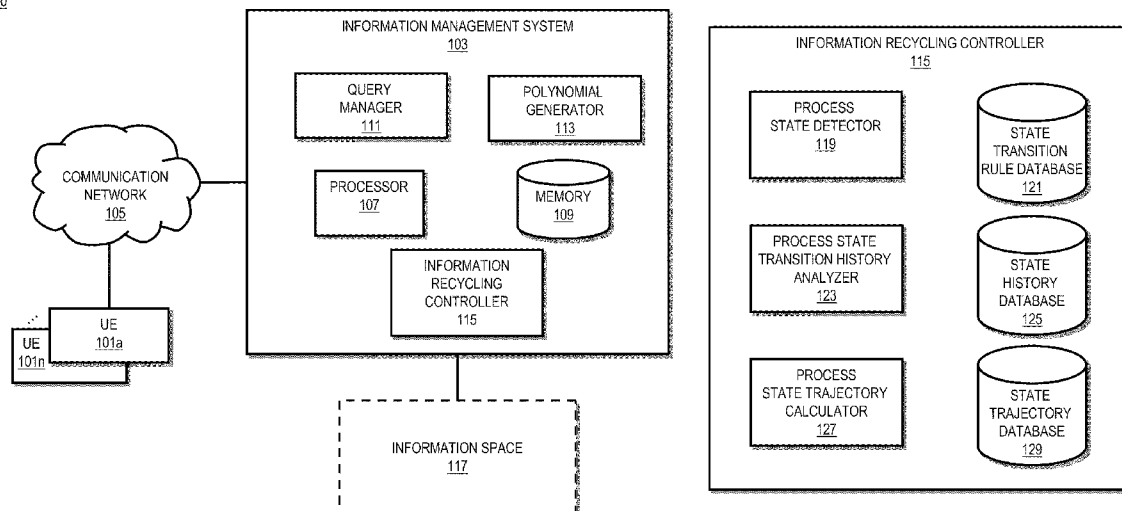 INFORMATION MANAGEMENT SYSTEM
103
QUERY
MANAGER
111
POLYNOMIAL
GENERATOR
113
COMMUNICATION
NETWORK
105
PROCESSOR
107
MEMORY
109
INFORMATION
RECYCLING
CONTROLLER
115
UE
101a
UE
101n
INFORMATION SPACE
117
INFORMATION RECYCLING CONTROLLER
115
PROCESS
STATE DETECTOR
119
STATE
TRANSITION
RULE DATABASE
121
PROCESS STATE
TRANSITION HISTORY
ANALYZER
123
STATE
HISTORY
DATABASE
125
PROCESS
STATE TRAJECTORY
CALCULATOR
127
STATE
TRAJECTORY
DATABASE
129